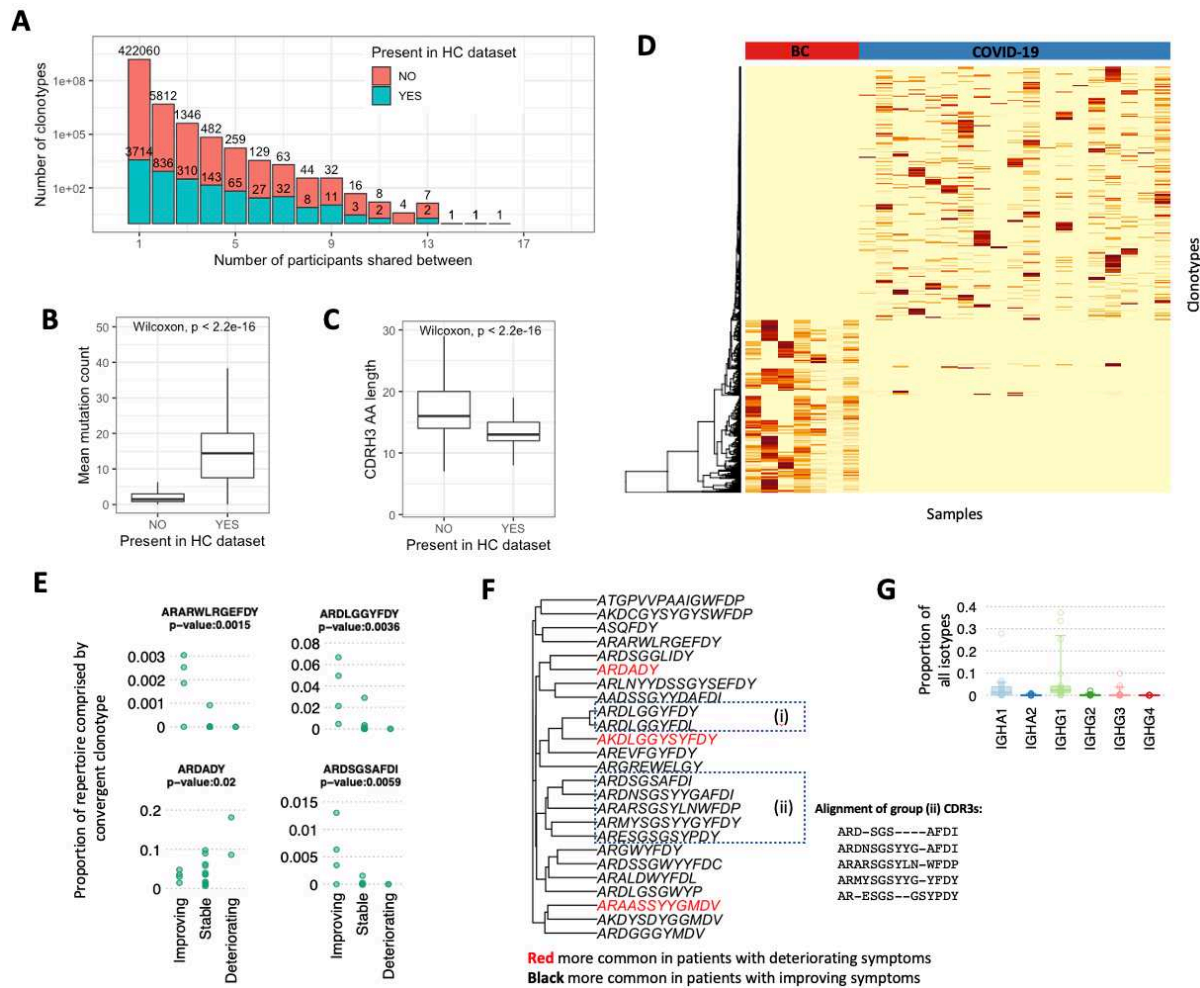 A
Present in HC dataset
NO
YES
422060
5812
1346
482
259
129
63
44
32
16
8
4
7
1
1
1
3714
836
310
143
65
27
32
8
11
3
2
2
1e+08
1e+05
1e+02
Number of clonotypes
1
5
9
13
17
Number of participants shared between
B
Wilcoxon, p < 2.2e-16
50
40
30
20
10
0
Mean mutation count
NO
YES
Present in HC dataset
C
Wilcoxon, p < 2.2e-16
30
20
10
0
CDRH3 AA length
NO
YES
Present in HC dataset
D
BC
COVID-19
Clonotypes
Samples
E
Proportion of repertoire comprised by
convergent clonotype
ARARWLRGEFDY
p-value:0.0015
0.003
0.002
0.001
0
ARDLGGYFDY
p-value:0.0036
0.08
0.06
0.04
0.02
0
ARDADY
p-value:0.02
0.2
0.1
0
ARDSGSAFDI
p-value:0.0059
0.015
0.01
0.005
0
Improving
Stable
Deteriorating
Improving
Stable
Deteriorating
F
ATGPVVPAAIGWFDP
AKDCGYSYGYSWFDP
ASQFDY
ARARWLRGEFDY
ARDSGGLIDY
ARDADY
ARLNYYDSSGYSEFDY
AADSSGYYDAFDI
ARDLGGYFDY
ARDLGGYFDL
(i)
AKDLGGYSYFDY
AREVFGYFDY
ARGREWELGY
ARDSGSAFDI
ARDNSGSYYGAFDI
ARARSGSYLNWFDP
ARMYSGSYYGYFDY
ARESGSGSYPDY
(ii)
ARGWYFDY
ARDSSGWYYFDC
ARALDWYFDL
ARDLGSGWYP
ARAASSYYGMDV
AKDYSDYGGMDV
ARDGGGYMDV
Red more common in patients with deteriorating symptoms
Black more common in patients with improving symptoms
Alignment of group (ii) CDR3s:
ARD-SGS----AFDI
ARDNSGSYYG-AFDI
ARARSGSYLN-WFDP
ARMYSGSYYG-YFDY
AR-ESGS--GSYPDY
G
Proportion of
all isotypes
0.4
0.3
0.2
0.1
0
IGHA1
IGHA2
IGHG1
IGHG2
IGHG3
IGHG4